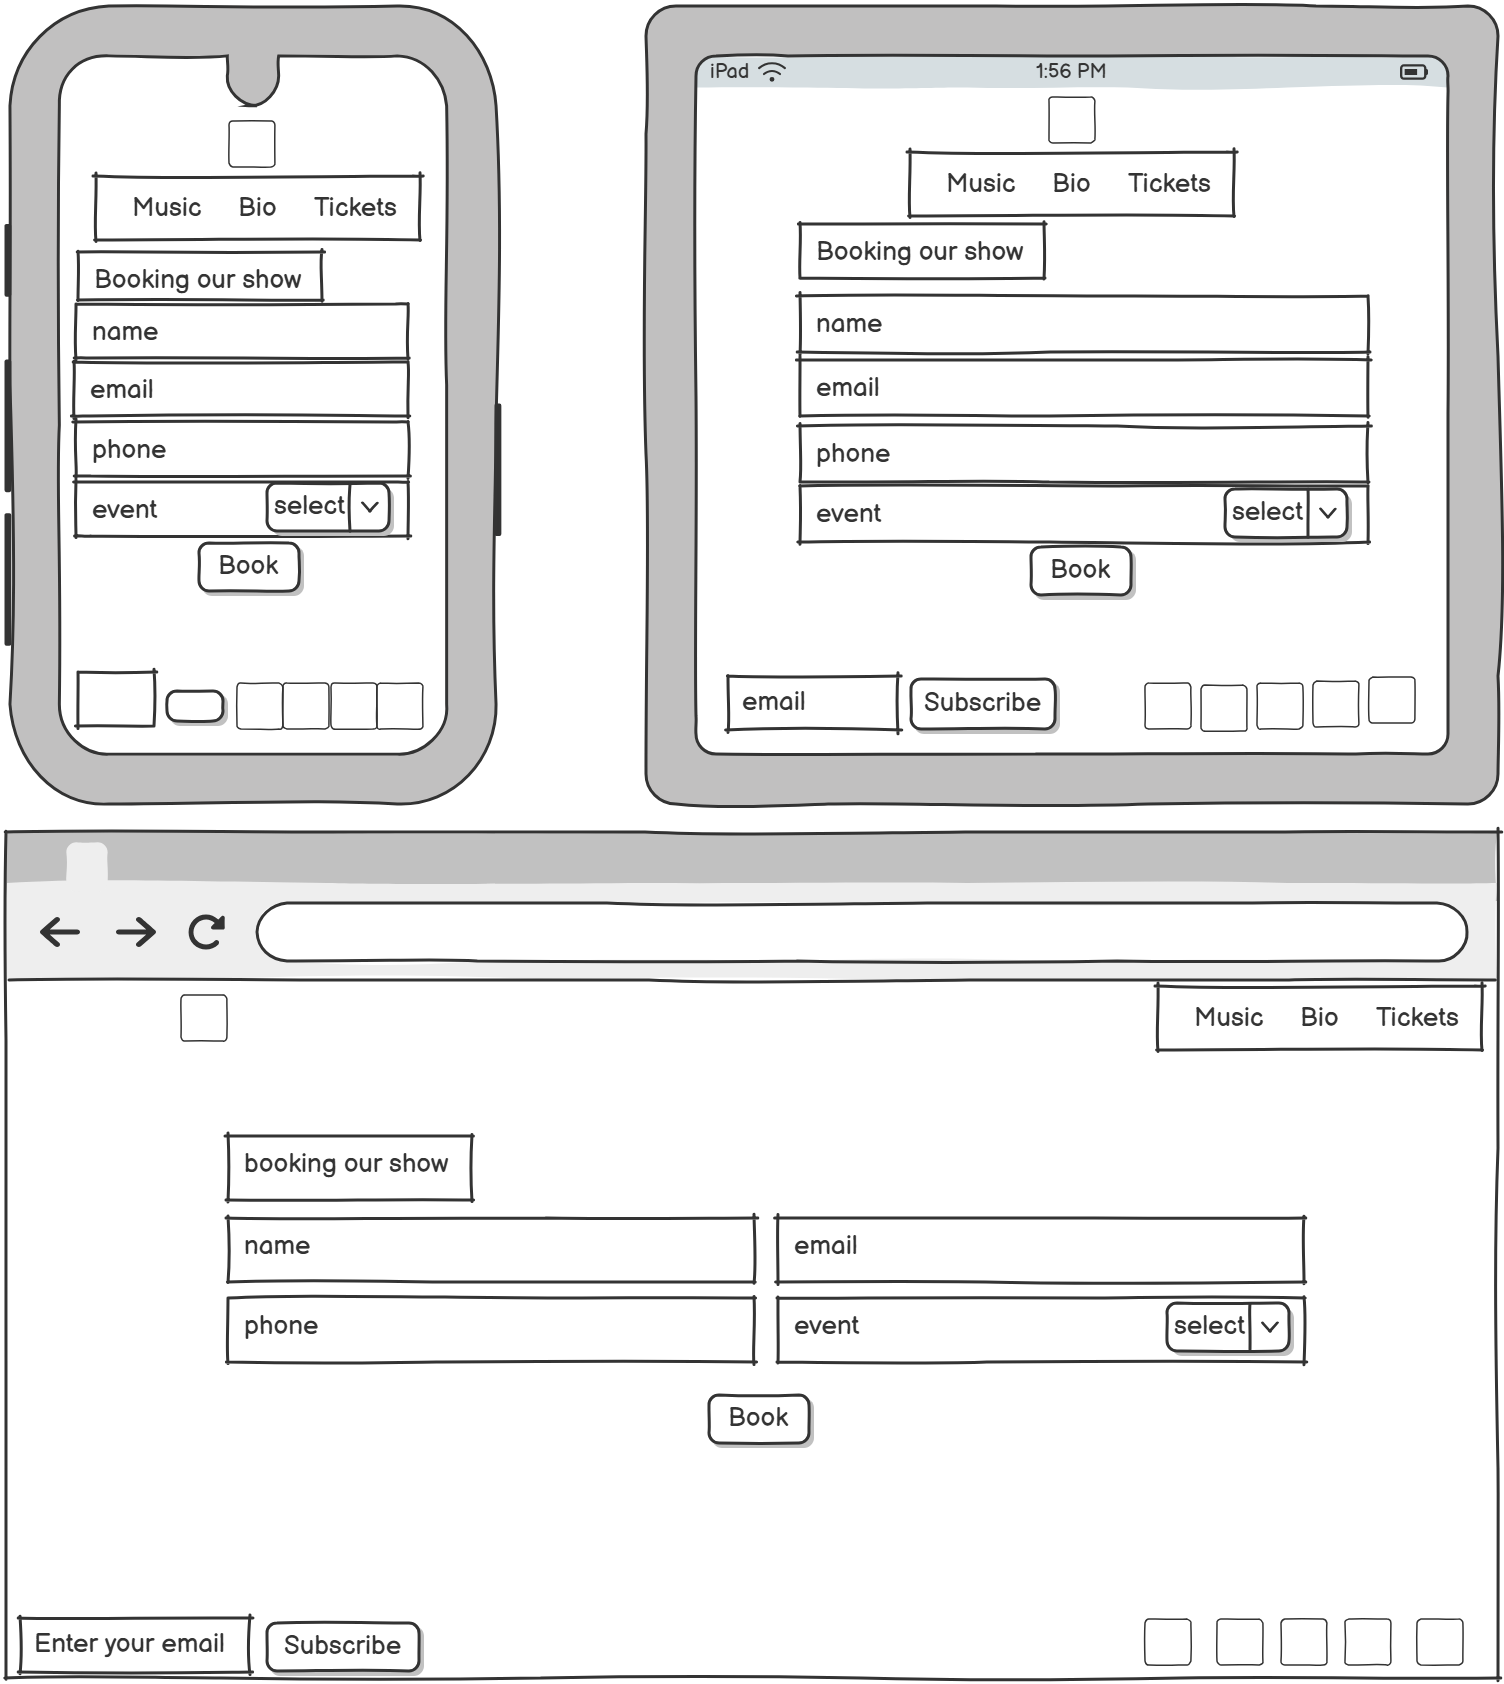 Music Bio Tickets
Booking our show
name
email
phone
event select
Book
iPad 1:56 PM
Music Bio Tickets
Booking our show
name
email
phone
event select
Book
email Subscribe
Music Bio Tickets
booking our show
name email
phone event select
Book
Enter your email Subscribe